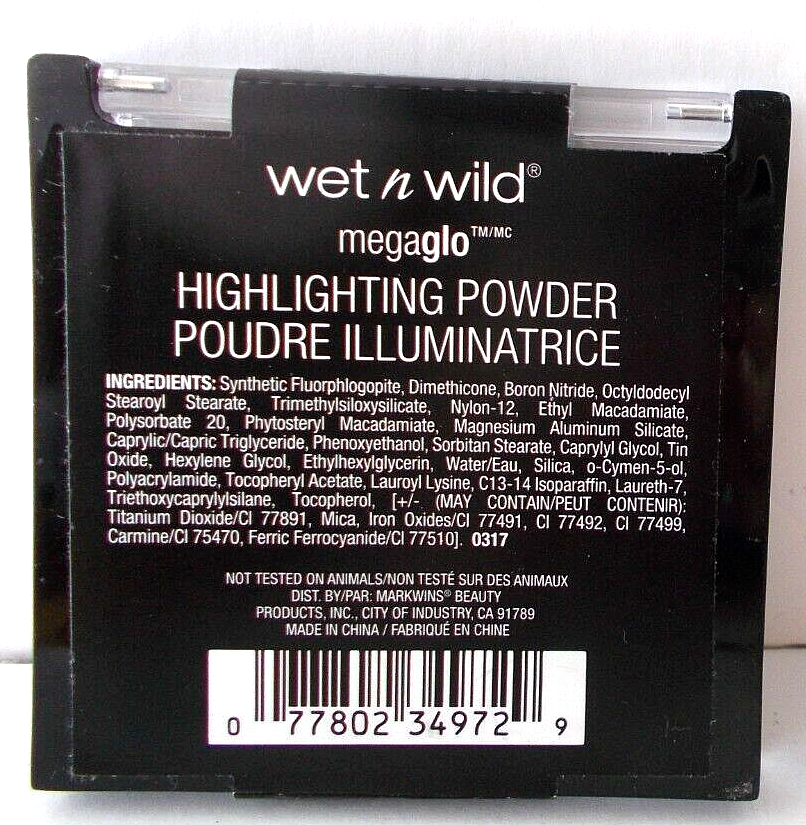 wet n wild®
megaglo™/MC
HIGHLIGHTING POWDER
POUDRE ILLUMINATRICE
INGREDIENTS: Synthetic Fluorphlogopite, Dimethicone, Boron Nitride, Octyldodecyl
Stearoyl Stearate, Trimethylsiloxysilicate, Nylon-12, Ethyl Macadamiate,
Polysorbate 20, Phytosteryl Macadamiate, Magnesium Aluminum Silicate,
Caprylic/Capric Triglyceride, Phenoxyethanol, Sorbitan Stearate, Caprylyl Glycol, Tin
Oxide, Hexylene Glycol, Ethylhexylglycerin, Water/Eau, Silica, o-Cymen-5-ol,
Polyacrylamide, Tocopheryl Acetate, Lauroyl Lysine, C13-14 Isoparaffin, Laureth-7,
Triethoxycaprylylsilane, Tocopherol, [+/- (MAY CONTAIN/PEUT CONTENIR):
Titanium Dioxide/CI 77891, Mica, Iron Oxides/CI 77491, CI 77492, CI 77499,
Carmine/CI 75470, Ferric Ferrocyanide/CI 77510]. 0317
NOT TESTED ON ANIMALS/NON TESTÉ SUR DES ANIMAUX
DIST. BY/PAR: MARKWINS® BEAUTY
PRODUCTS, INC., CITY OF INDUSTRY, CA 91789
MADE IN CHINA / FABRIQUÉ EN CHINE
0 77802 34972 9